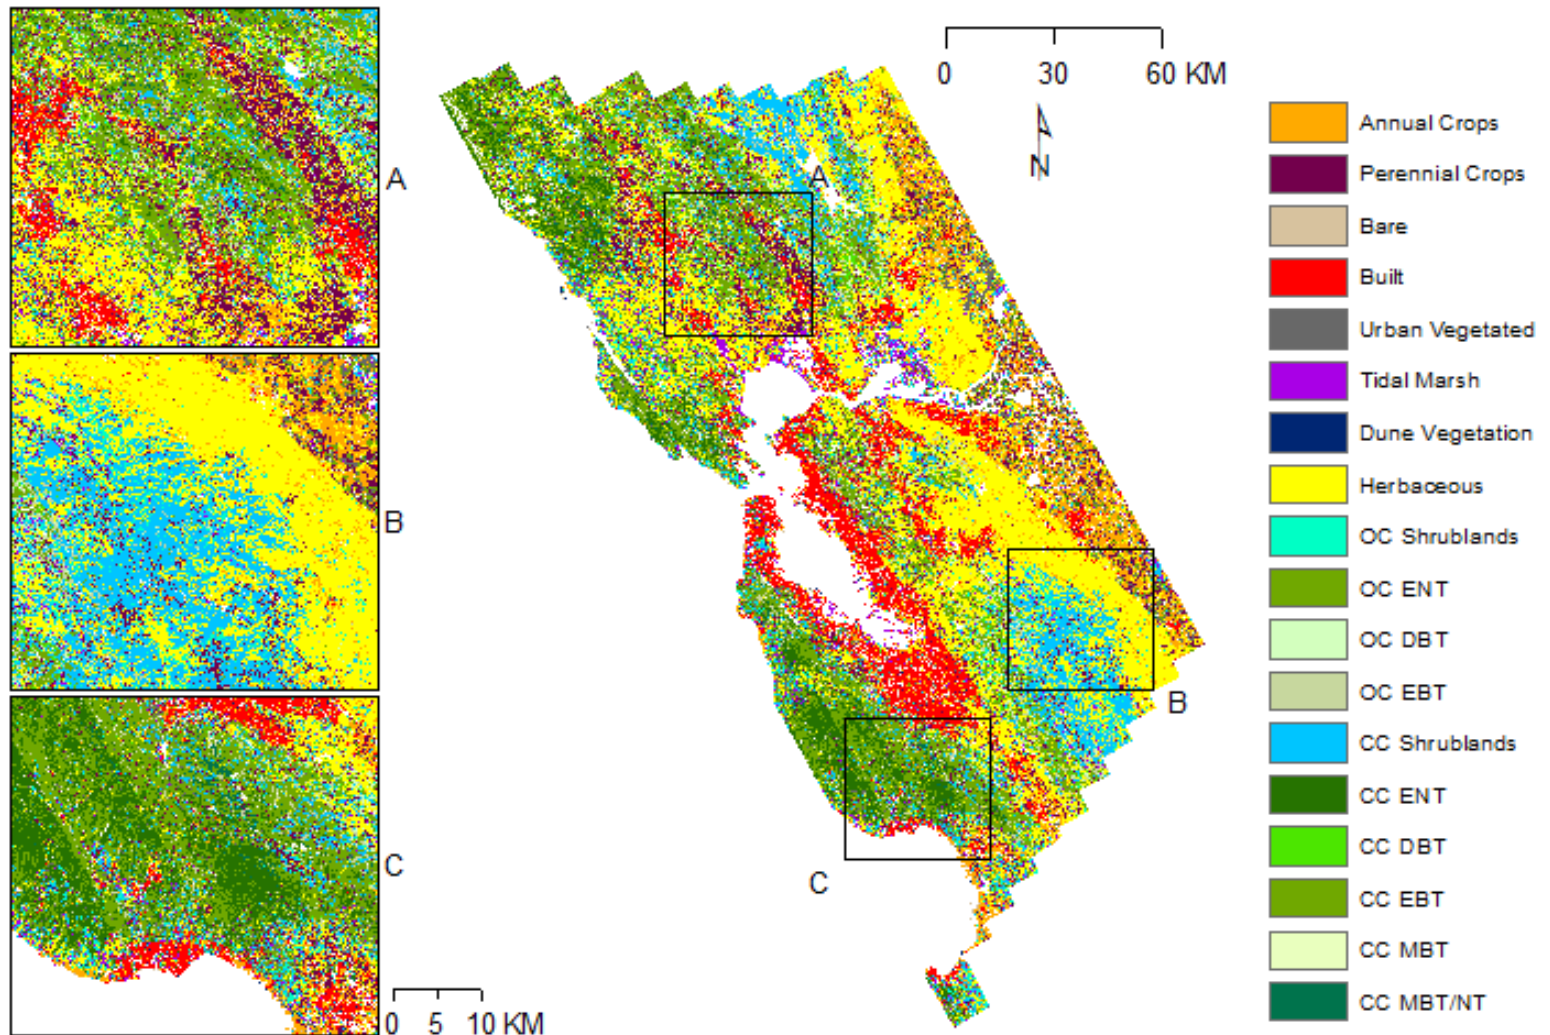 A
B
C
0 5 10 KM
0 30 60 KM
N
A
B
C
Annual Crops
Perennial Crops
Bare
Built
Urban Vegetated
Tidal Marsh
Dune Vegetation
Herbaceous
OC Shrublands
OC ENT
OC DBT
OC EBT
CC Shrublands
CC ENT
CC DBT
CC EBT
CC MBT
CC MBT/NT